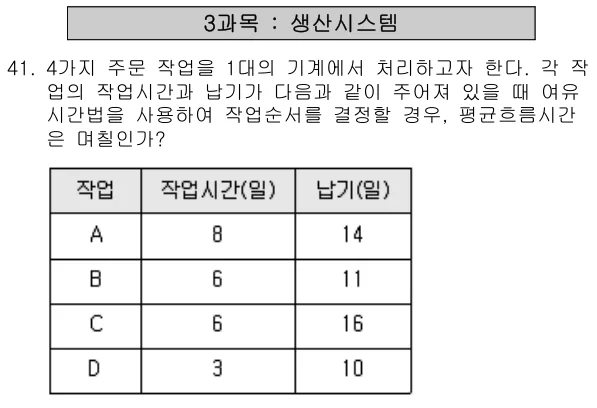 3과목 : 생산시스템
41. 4가지 주문 작업을 1대의 기계에서 처리하고자 한다. 각 작
업의 작업시간과 납기가 다음과 같이 주어져 있을 때 여유
시간법을 사용하여 작업순서를 결정할 경우, 평균흐름시간
은 며칠인가?
작업 작업시간(일) 납기(일)
A 8 14
B 6 11
C 6 16
D 3 10